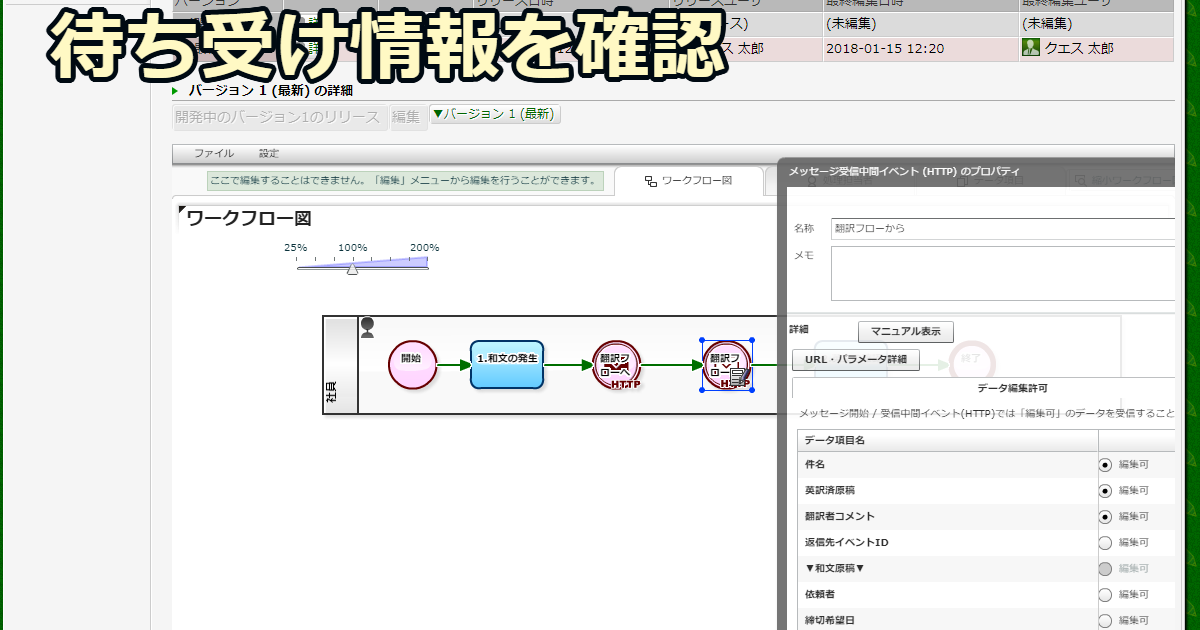 バージョン
リリース日時
リリースユーザ
最終編集日時
最終編集ユーザ
(未編集)
(未編集)
太郎
2018-01-15 12:20
クエス 太郎
待ち受け情報を確認
バージョン 1 (最新) の詳細
開発中のバージョン1のリリース
編集
▼バージョン 1 (最新)
ファイル
設定
ここで編集することはできません。「編集」メニューから編集を行うことができます。
ワークフロー図
ワークフロー図
25%
100%
200%
社員
開始
1.和文の発生
翻訳フローへ
HTTP
翻訳フ
ロー
メッセージ受信中間イベント (HTTP) のプロパティ
名称
翻訳フローから
メモ
詳細
マニュアル表示
URL・パラメータ詳細
終了
データ編集許可
メッセージ開始 / 受信中間イベント(HTTP)では「編集可」のデータを受信すること
データ項目名
件名
編集可
英訳済原稿
編集可
翻訳者コメント
編集可
返信先イベントID
編集可
▼和文原稿▼
編集可
依頼者
編集可
締切希望日
編集可